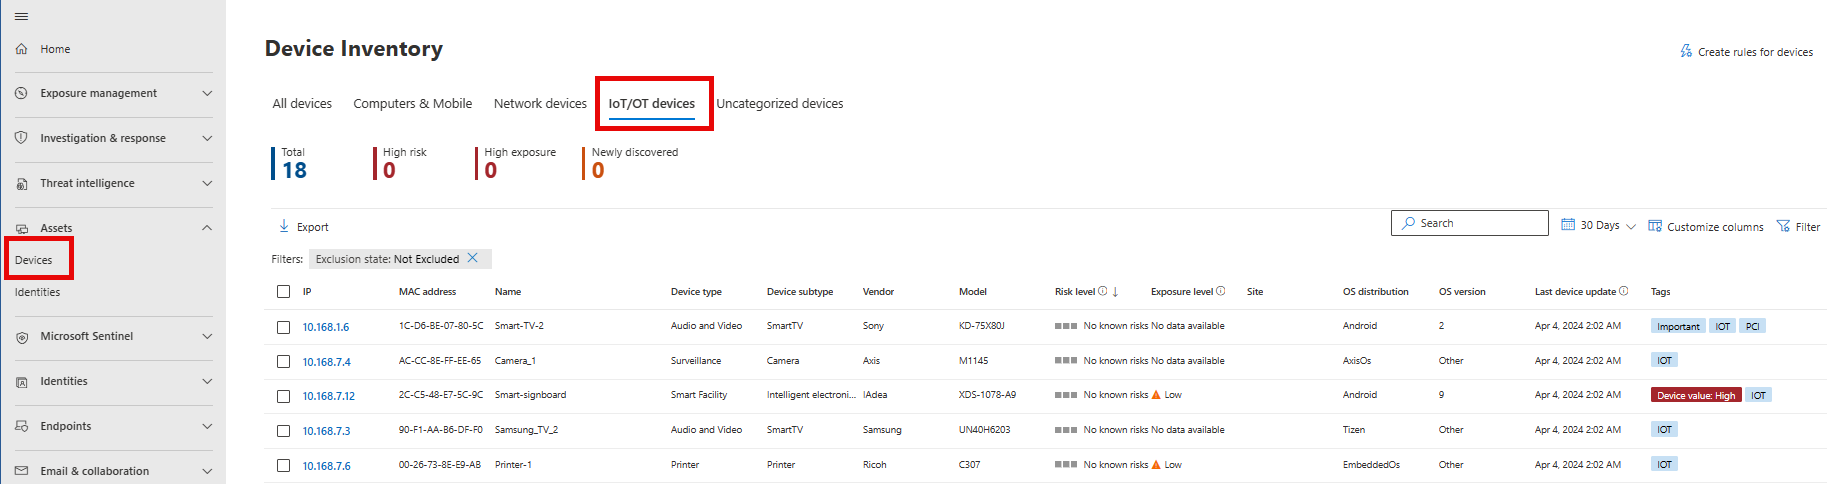 Home
Exposure management
Investigation & response
Threat intelligence
Assets
Devices
Identities
Microsoft Sentinel
Identities
Endpoints
Email & collaboration
Device Inventory
Create rules for devices
All devices Computers & Mobile Network devices IoT/OT devices Uncategorized devices
Total High risk High exposure Newly discovered
18 0 0 0
Export Search 30 Days Customize columns Filter
Filters: Exclusion state: Not Excluded
IP MAC address Name Device type Device subtype Vendor Model Risk level Exposure level Site OS distribution OS version Last device update Tags
10.168.1.6 1C-D6-BE-07-80-5C Smart-TV-2 Audio and Video SmartTV Sony KD-75X80J No known risks No data available Android 2 Apr 4, 2024 2:02 AM Important IOT PCI
10.168.7.4 AC-CC-8E-FF-EE-65 Camera_1 Surveillance Camera Axis M1145 No known risks No data available AxisOs Other Apr 4, 2024 2:02 AM IOT
10.168.7.12 2C-C5-48-E7-5C-9C Smart-signboard Smart Facility Intelligent electroni... IAdea XDS-1078-A9 No known risks Low Android 9 Apr 4, 2024 2:02 AM Device value: High IOT
10.168.7.3 90-F1-AA-B6-DF-F0 Samsung_TV_2 Audio and Video SmartTV Samsung UN40H6203 No known risks No data available Tizen Other Apr 4, 2024 2:02 AM IOT
10.168.7.6 00-26-73-8E-E9-AB Printer-1 Printer Printer Ricoh C307 No known risks Low EmbeddedOs Other Apr 4, 2024 2:02 AM IOT